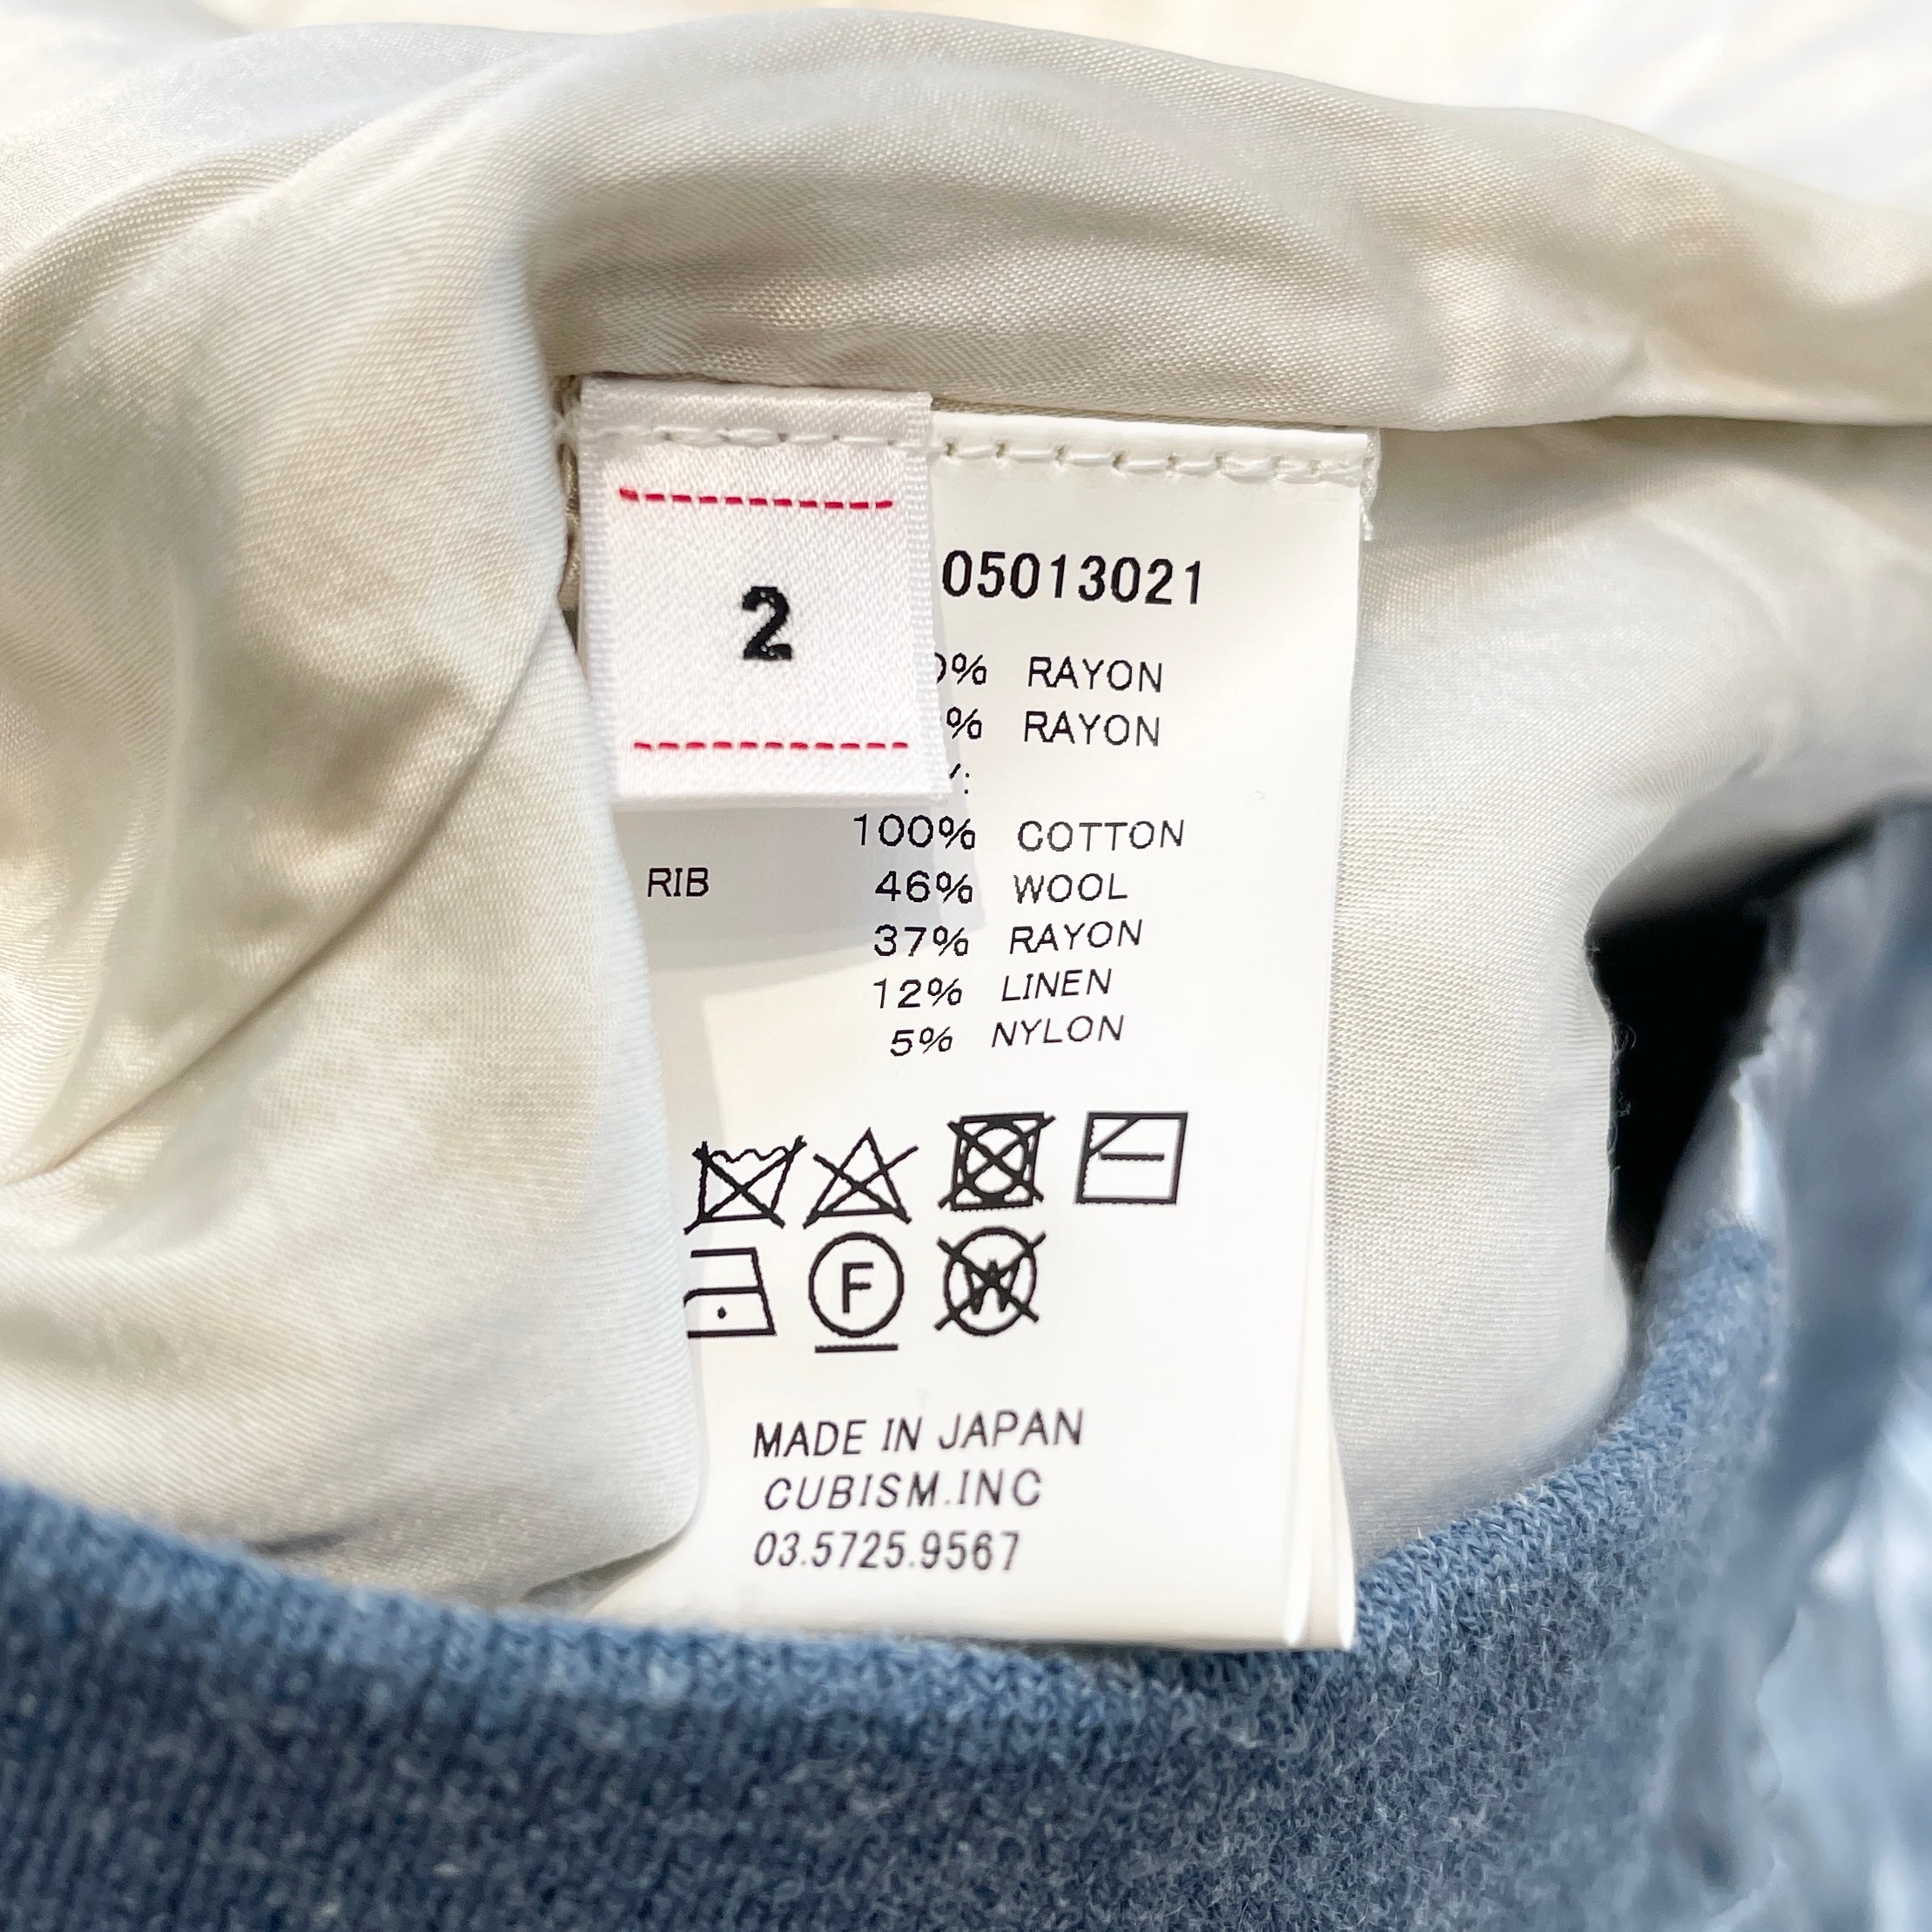 2
05013021
% RAYON
% RAYON
100% COTTON
RIB 46% WOOL
37% RAYON
12% LINEN
5% NYLON
F
W
MADE IN JAPAN
CUBISM.INC
03.5725.9567